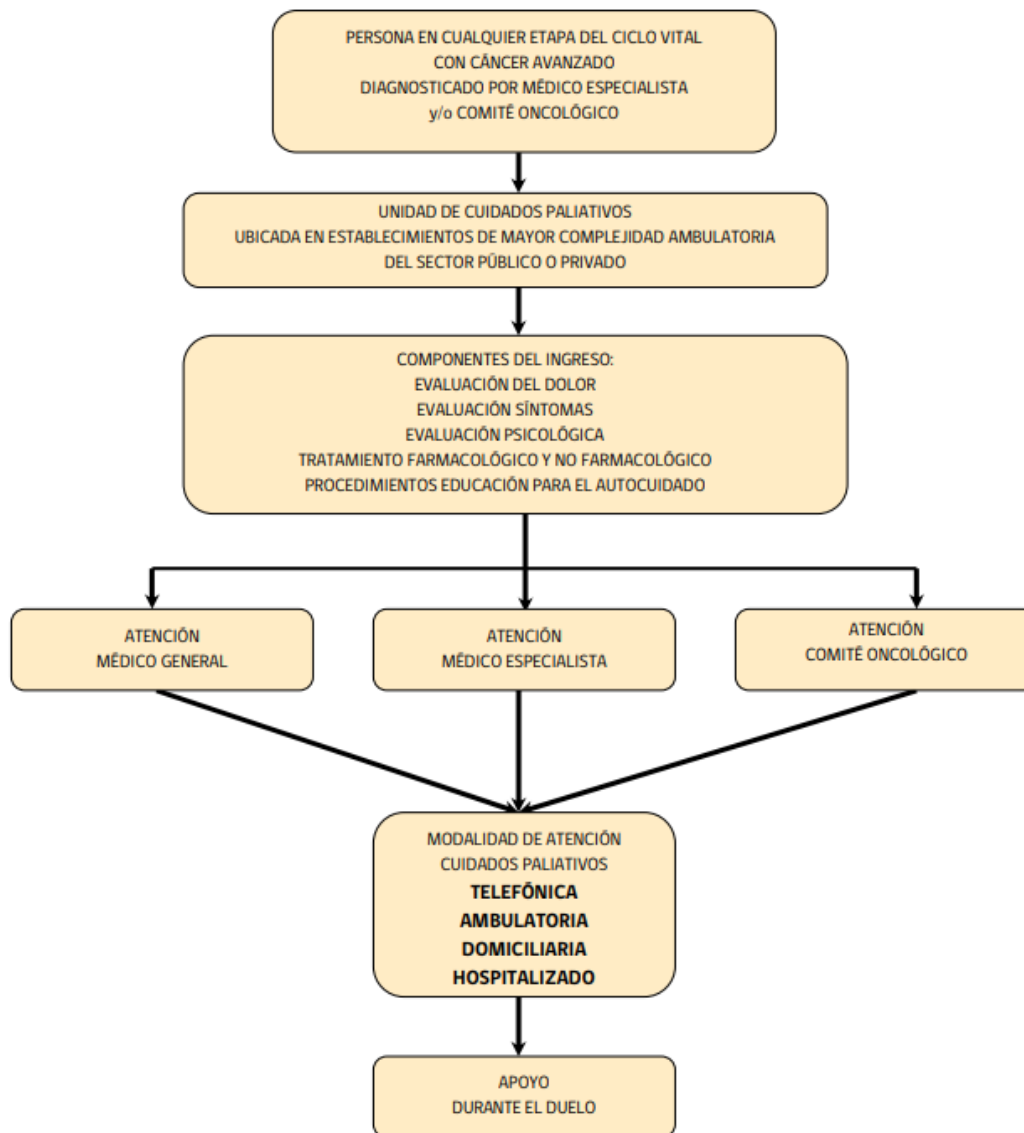 PERSONA EN CUALQUIER ETAPA DEL CICLO VITAL
CON CÁNCER AVANZADO
DIAGNOSTICADO POR MÉDICO ESPECIALISTA
y/o COMITÉ ONCOLÓGICO
UNIDAD DE CUIDADOS PALIATIVOS
UBICADA EN ESTABLECIMIENTOS DE MAYOR COMPLEJIDAD AMBULATORIA
DEL SECTOR PÚBLICO O PRIVADO
COMPONENTES DEL INGRESO:
EVALUACIÓN DEL DOLOR
EVALUACIÓN SÍNTOMAS
EVALUACIÓN PSICOLÓGICA
TRATAMIENTO FARMACOLÓGICO Y NO FARMACOLÓGICO
PROCEDIMIENTOS EDUCACIÓN PARA EL AUTOCUIDADO
ATENCIÓN
MÉDICO GENERAL
ATENCIÓN
MÉDICO ESPECIALISTA
ATENCIÓN
COMITÉ ONCOLÓGICO
MODALIDAD DE ATENCIÓN
CUIDADOS PALIATIVOS
TELEFÓNICA
AMBULATORIA
DOMICILIARIA
HOSPITALIZADO
APOYO
DURANTE EL DUELO